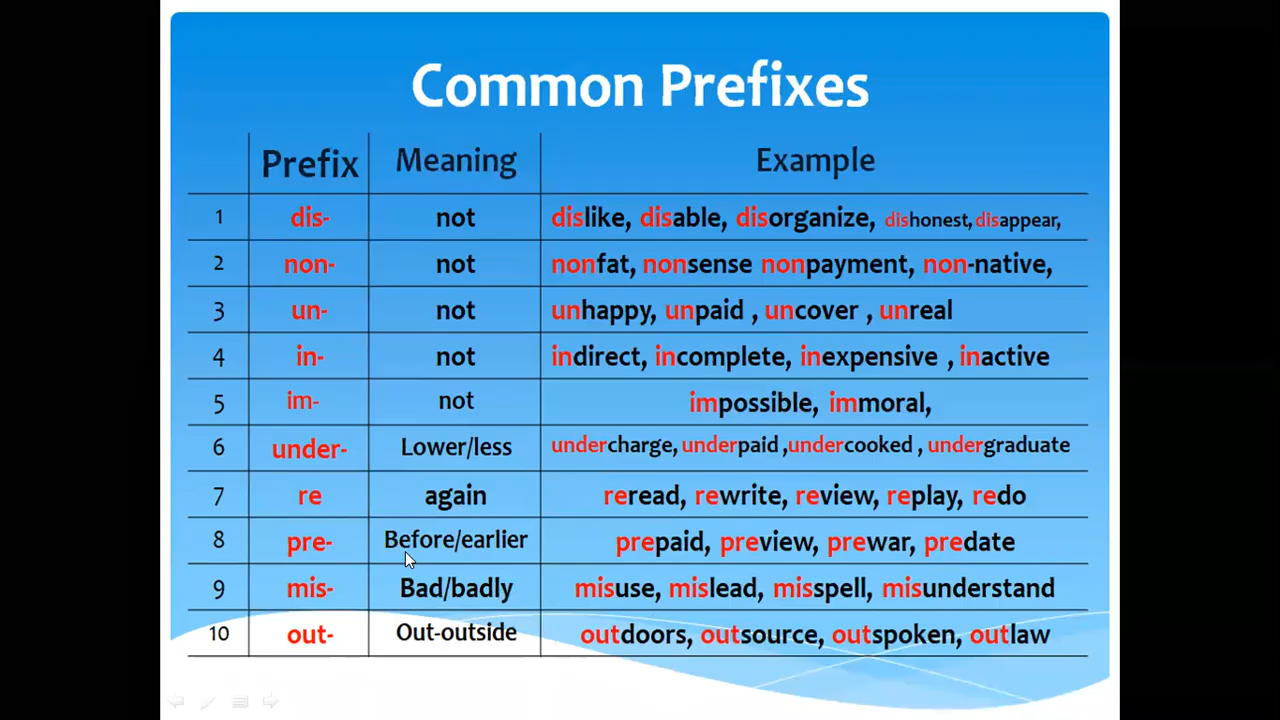 Common Prefixes
Prefix Meaning Example
1 dis- not dislike, disable, disorganize, dishonest, disappear,
2 non- not nonfat, nonsense nonpayment, non-native,
3 un- not unhappy, unpaid , uncover , unreal
4 in- not indirect, incomplete, inexpensive , inactive
5 im- not impossible, immoral,
6 under- Lower/less undercharge, underpaid ,undercooked , undergraduate
7 re again reread, rewrite, review, replay, redo
8 pre- Before/earlier prepaid, preview, prewar, predate
9 mis- Bad/badly misuse, mislead, misspell, misunderstand
10 out- Out-outside outdoors, outsource, outspoken, outlaw